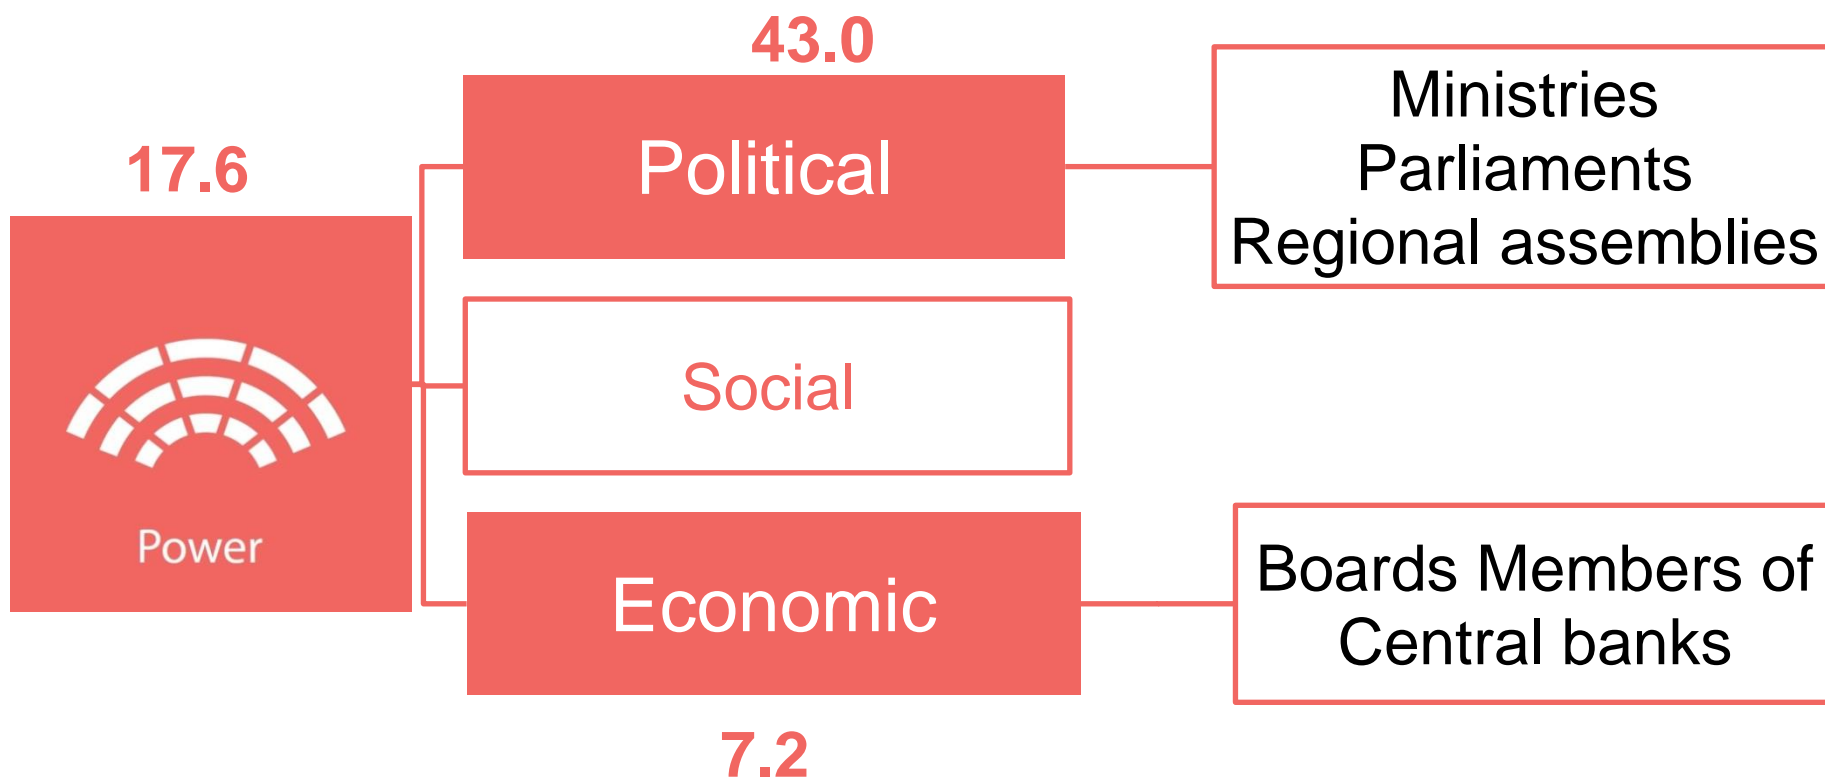 17.6
Power
43.0
Political
Ministries
Parliaments
Regional assemblies
Social
Economic
7.2
Boards Members of
Central banks